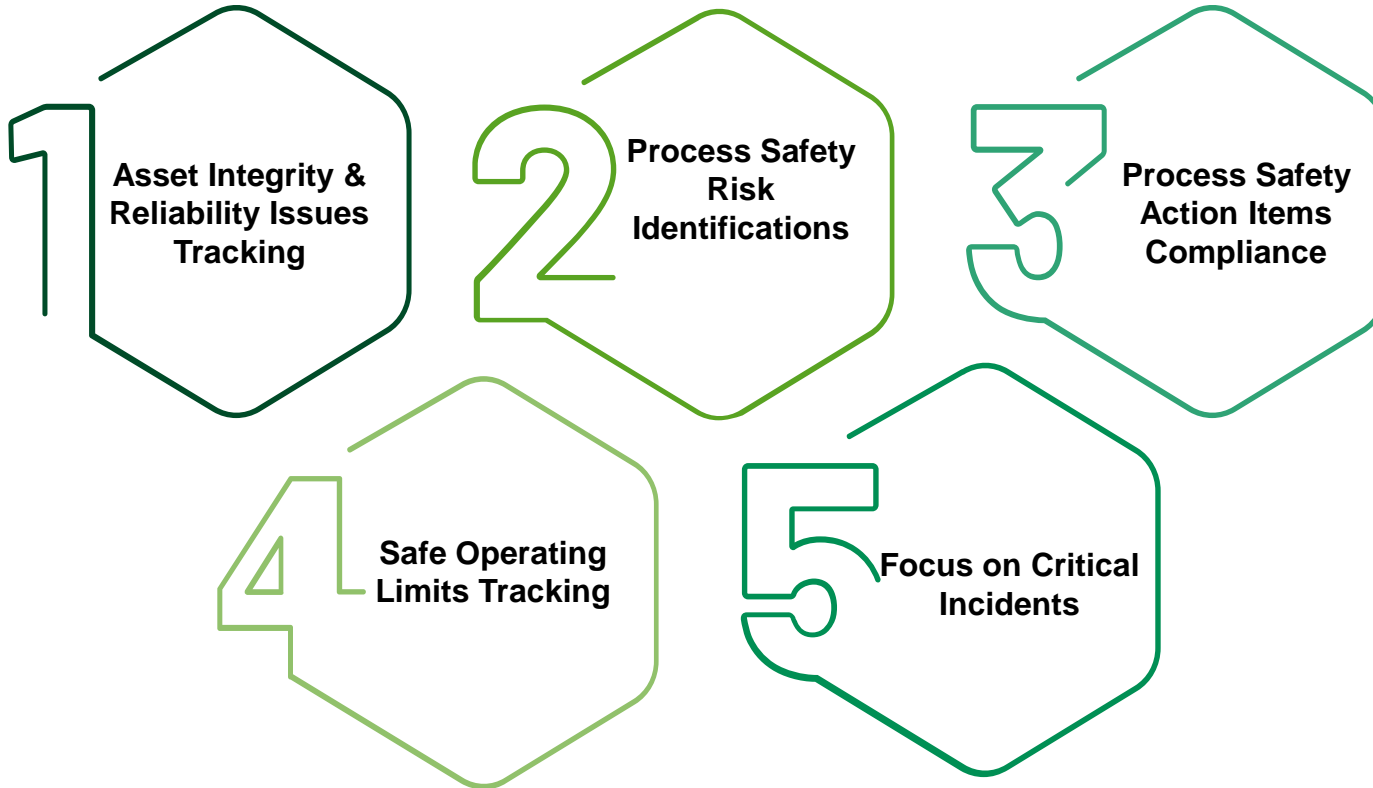 1
Asset Integrity &
Reliability Issues
Tracking
2
Process Safety
Risk
Identifications
3
Process Safety
Action Items
Compliance
4
Safe Operating
Limits Tracking
5
Focus on Critical
Incidents